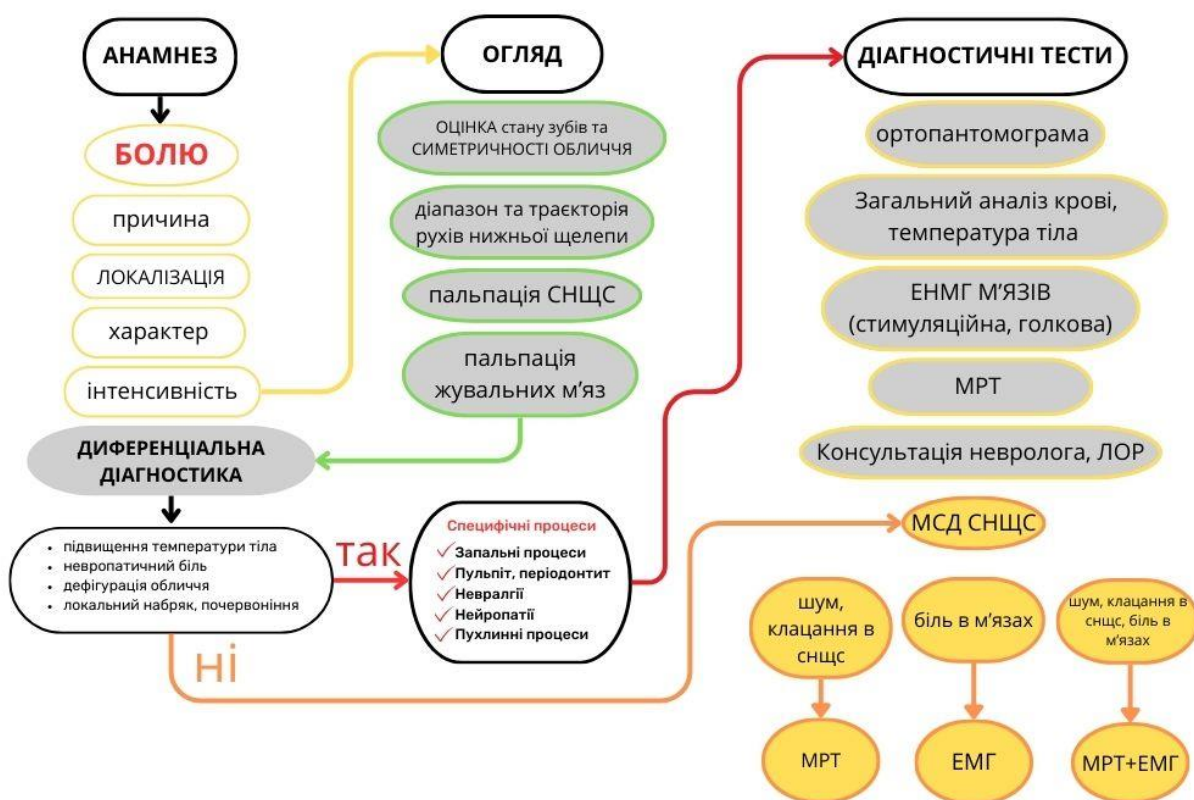 АНАМНЕЗ
БОЛЮ
причина
ЛОКАЛІЗАЦІЯ
характер
інтенсивність
ОГЛЯД
ОЦІНКА стану зубів та
СИМЕТРИЧНОСТІ ОБЛИЧЧЯ
діапазон та траєкторія
рухів нижньої щелепи
пальпація СНЩС
пальпація
жувальних м'яз
ДИФЕРЕНЦІАЛЬНА
ДІАГНОСТИКА
• підвищення температури тіла
• невропатичний біль
• дефігурація обличчя
• локальний набряк, почервоніння
так
ні
Специфічні процеси
Запальні процеси
Пульпіт, періодонтит
Невралгії
Нейропатії
Пухлинні процеси
ДІАГНОСТИЧНІ ТЕСТИ
ортопантомограма
Загальний аналіз крові,
температура тіла
ЕНМГ М'ЯЗІВ
(стимуляційна, голкова)
МРТ
Консультація невролога, ЛОР
МСД СНЩС
шум,
клацання в
снщс
МРТ
біль в м'язах
ЕМГ
шум, клацання в
снщс, біль в
м'язах
МРТ+ЕМГ